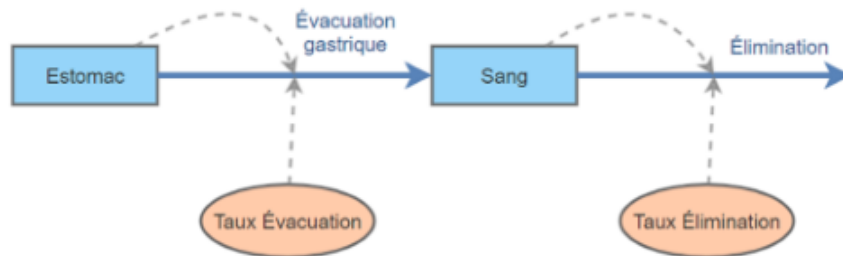 Évacuation
gastrique
Élimination
Estomac
Sang
Taux Évacuation
Taux Élimination